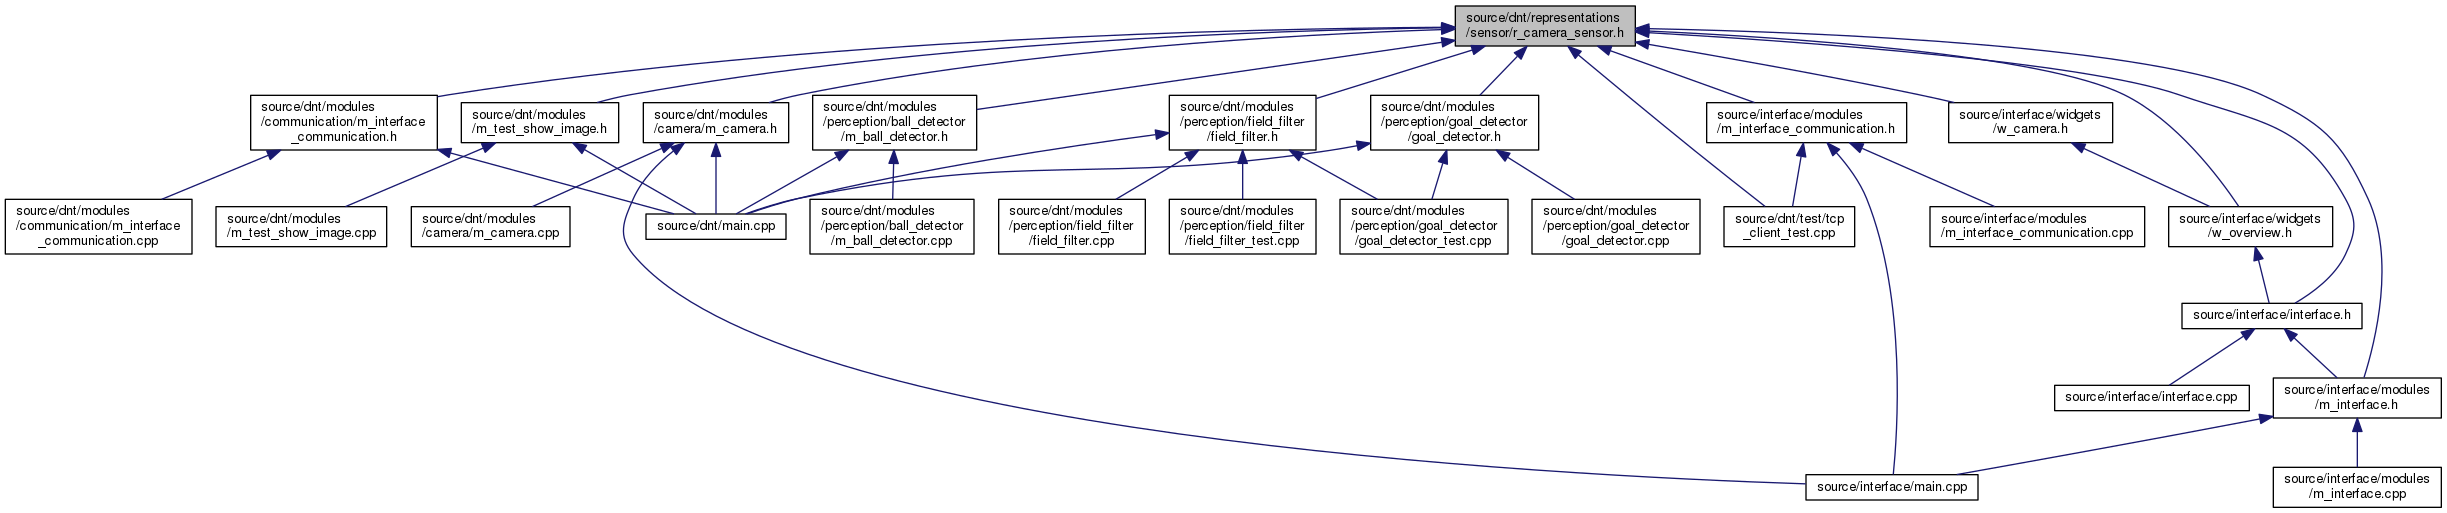 source/dnt/representations
/sensor/r_camera_sensor.h
source/dnt/modules
/communication/m_interface
_communication.h
source/dnt/modules
/m_test_show_image.h
source/dnt/modules
/camera/m_camera.h
source/dnt/modules
/perception/ball_detector
/m_ball_detector.h
source/dnt/modules
/perception/field_filter
/field_filter.h
source/dnt/modules
/perception/goal_detector
/goal_detector.h
source/interface/modules
/m_interface_communication.h
source/interface/widgets
/w_camera.h
source/dnt/modules
/communication/m_interface
_communication.cpp
source/dnt/modules
/m_test_show_image.cpp
source/dnt/modules
/camera/m_camera.cpp
source/dnt/main.cpp
source/dnt/modules
/perception/ball_detector
/m_ball_detector.cpp
source/dnt/modules
/perception/field_filter
/field_filter.cpp
source/dnt/modules
/perception/field_filter
/field_filter_test.cpp
source/dnt/modules
/perception/goal_detector
/goal_detector_test.cpp
source/dnt/modules
/perception/goal_detector
/goal_detector.cpp
source/dnt/test/tcp
_client_test.cpp
source/interface/modules
/m_interface_communication.cpp
source/interface/widgets
/w_overview.h
source/interface/interface.h
source/interface/interface.cpp
source/interface/modules
/m_interface.h
source/interface/main.cpp
source/interface/modules
/m_interface.cpp